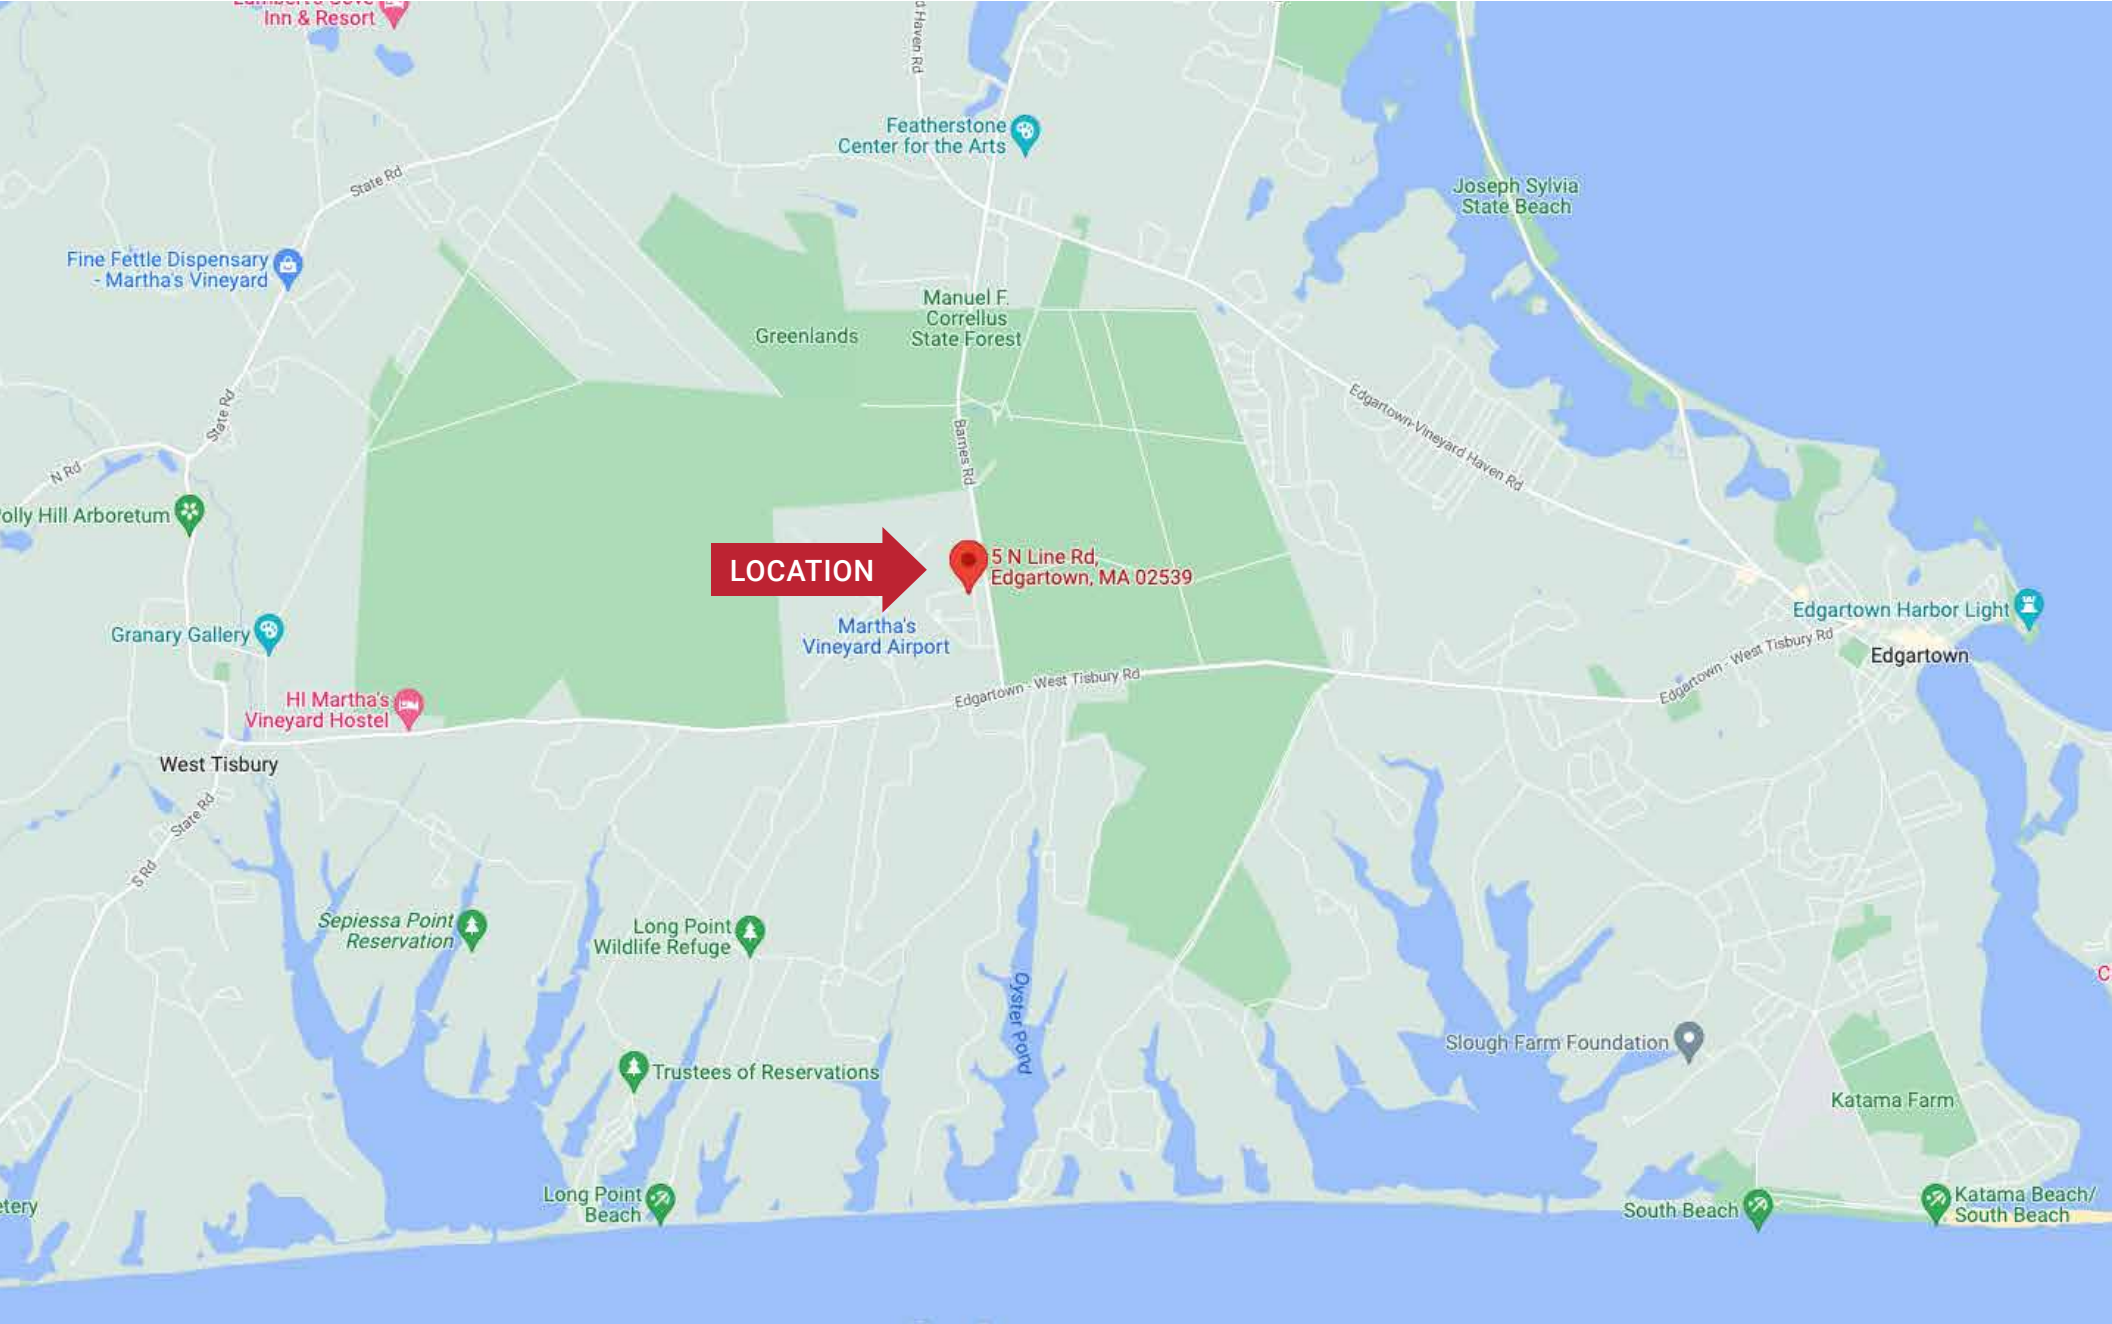 Inn & Resort
Haven Rd
Featherstone
Center for the Arts
State Rd
Joseph Sylvia
State Beach
Fine Fettle Dispensary
- Martha's Vineyard
Manuel F.
Correllus
State Forest
Greenlands
State Rd
Barnes Rd
Edgartown-Vineyard Haven Rd
N Rd
olly Hill Arboretum
LOCATION
5 N Line Rd,
Edgartown, MA 02539
Martha's
Vineyard Airport
Granary Gallery
Edgartown Harbor Light
Edgartown - West Tisbury Rd
Edgartown
Edgartown - West Tisbury Rd
HI Martha's
Vineyard Hostel
West Tisbury
State Rd
S Rd
Sepiessa Point
Reservation
Long Point
Wildlife Refuge
Oyster Pond
C
Slough Farm Foundation
Trustees of Reservations
Katama Farm
Long Point
Beach
South Beach
Katama Beach/
South Beach
etery